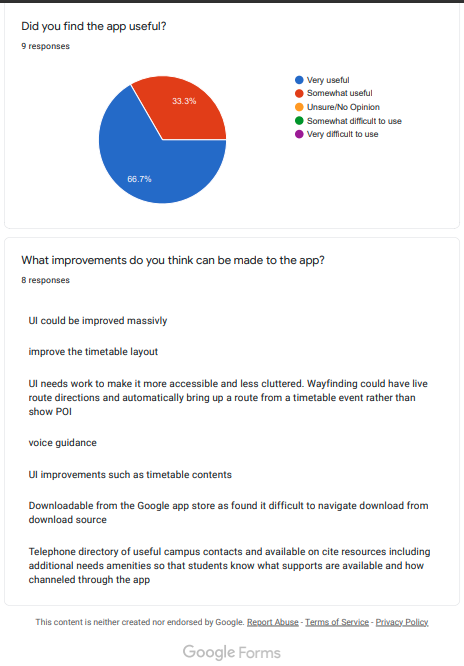 Did you find the app useful?
9 responses
33.3%
66.7%
Very useful
Somewhat useful
Unsure/No Opinion
Somewhat difficult to use
Very difficult to use
What improvements do you think can be made to the app?
8 responses
UI could be improved massivly
improve the timetable layout
UI needs work to make it more accessible and less cluttered. Wayfinding could have live
route directions and automatically bring up a route from a timetable event rather than
show POI
voice guidance
UI improvements such as timetable contents
Downloadable from the Google app store as found it difficult to navigate download from
download source
Telephone directory of useful campus contacts and available on cite resources including
additional needs amenities so that students know what supports are available and how
channeled through the app
This content is neither created nor endorsed by Google. Report Abuse - Terms of Service - Privacy Policy
Google Forms